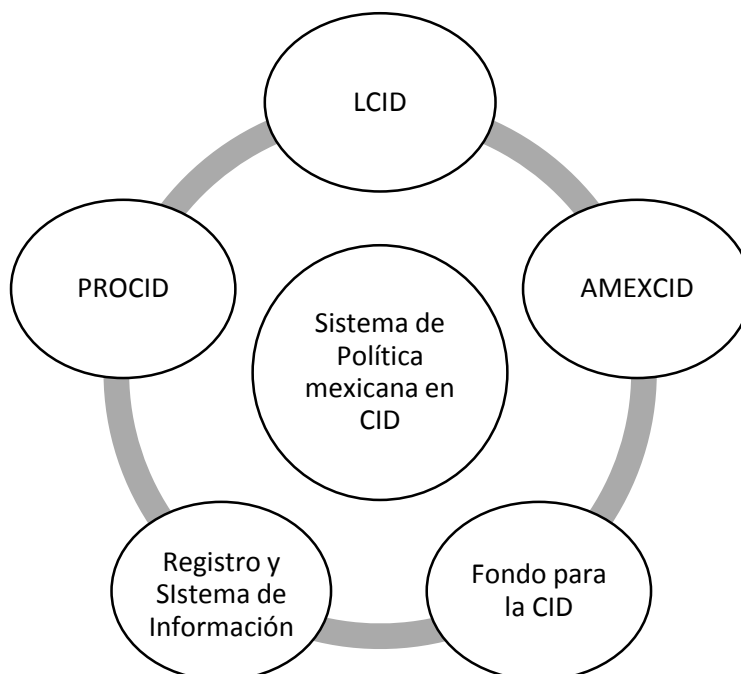 LCID
PROCID
AMEXCID
Sistema de
Política
mexicana en
CID
Registro y
SIstema de
Información
Fondo para
la CID